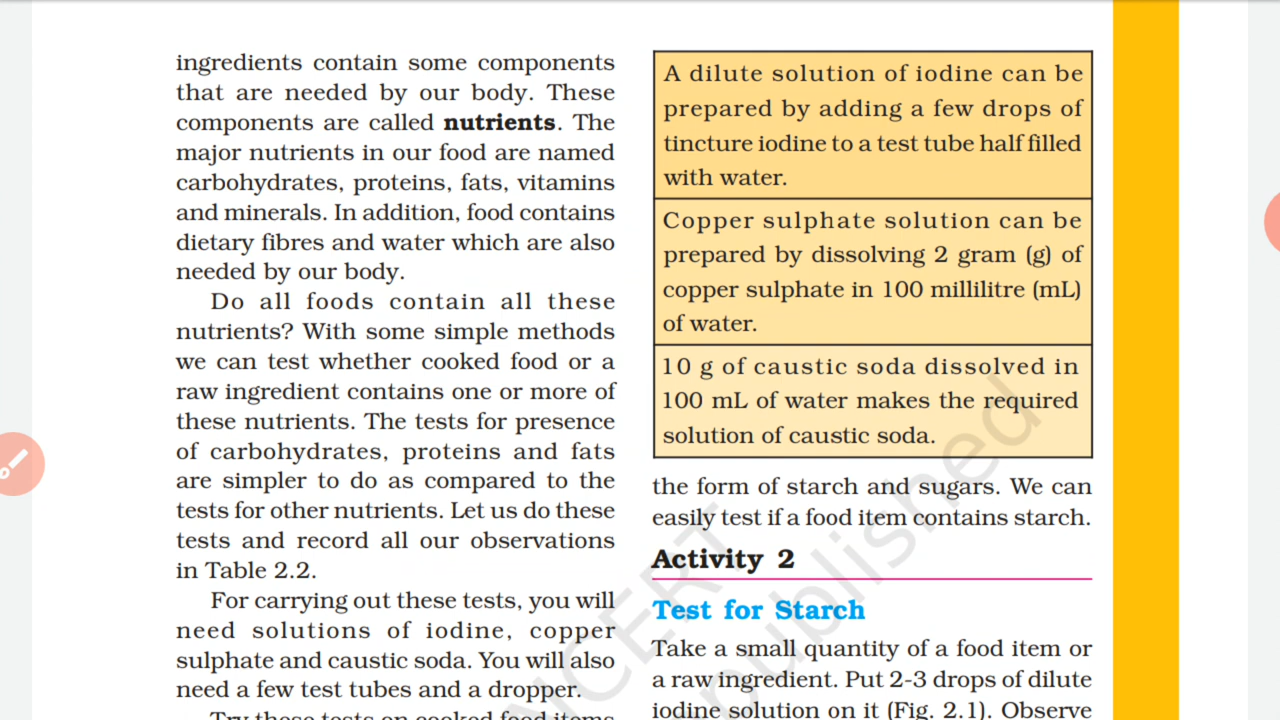 ingredients contain some components
that are needed by our body. These
components are called nutrients. The
major nutrients in our food are named
carbohydrates, proteins, fats, vitamins
and minerals. In addition, food contains
dietary fibres and water which are also
needed by our body.
Do all foods contain all these
nutrients? With some simple methods
we can test whether cooked food or a
raw ingredient contains one or more of
these nutrients. The tests for presence
of carbohydrates, proteins and fats
are simpler to do as compared to the
tests for other nutrients. Let us do these
tests and record all our observations
in Table 2.2.
For carrying out these tests, you will
need solutions of iodine, copper
sulphate and caustic soda. You will also
need a few test tubes and a dropper.
Try these tests on cooked food items
A dilute solution of iodine can be
prepared by adding a few drops of
tincture iodine to a test tube half filled
with water.
Copper sulphate solution can be
prepared by dissolving 2 gram (g) of
copper sulphate in 100 millilitre (mL)
of water.
10 g of caustic soda dissolved in
100 mL of water makes the required
solution of caustic soda.
the form of starch and sugars. We can
easily test if a food item contains starch.
Activity 2
Test for Starch
Take a small quantity of a food item or
a raw ingredient. Put 2-3 drops of dilute
iodine solution on it (Fig. 2.1). Observe
NCERT
published